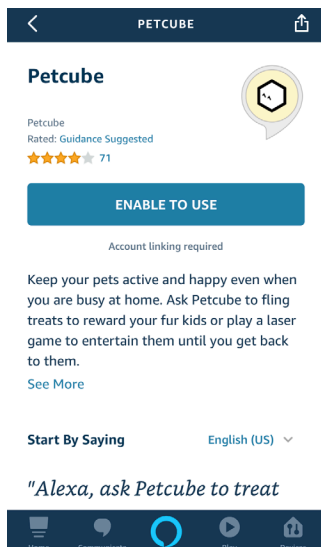 PETCUBE
Petcube
Petcube
Rated: Guidance Suggested
71
ENABLE TO USE
Account linking required
Keep your pets active and happy even when
you are busy at home. Ask Petcube to fling
treats to reward your fur kids or play a laser
game to entertain them until you get back
to them.
See More
Start By Saying English (US)
"Alexa, ask Petcube to treat